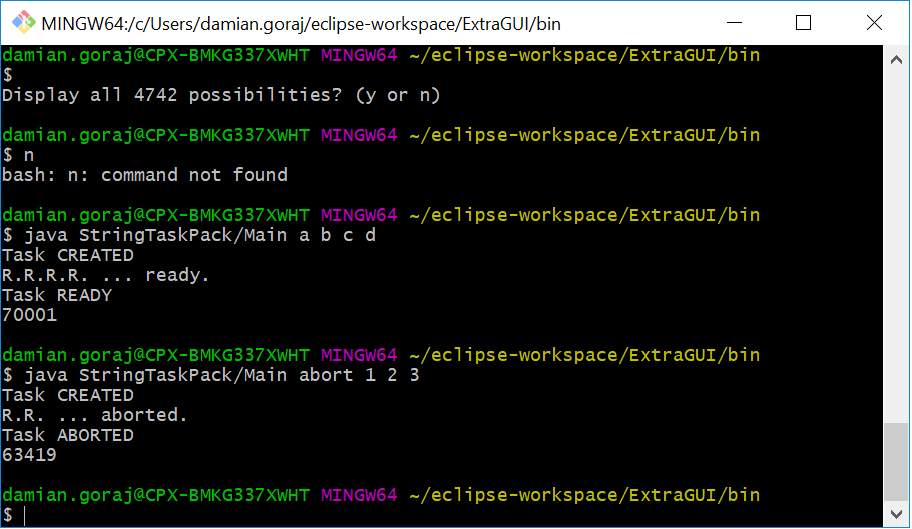 MINGW64:/c/Users/damian.goraj/eclipse-workspace/ExtraGUI/bin
damian.goraj@CPX-BMKG337XWHT MINGW64 ~/eclipse-workspace/ExtraGUI/bin
$
Display all 4742 possibilities? (y or n)
damian.goraj@CPX-BMKG337XWHT MINGW64 ~/eclipse-workspace/ExtraGUI/bin
$ n
bash: n: command not found
damian.goraj@CPX-BMKG337XWHT MINGW64 ~/eclipse-workspace/ExtraGUI/bin
$ java StringTaskPack/Main a b c d
Task CREATED
R.R.R.R. ... ready.
Task READY
70001
damian.goraj@CPX-BMKG337XWHT MINGW64 ~/eclipse-workspace/ExtraGUI/bin
$ java StringTaskPack/Main abort 1 2 3
Task CREATED
R.R. ... aborted.
Task ABORTED
63419
damian.goraj@CPX-BMKG337XWHT MINGW64 ~/eclipse-workspace/ExtraGUI/bin
$